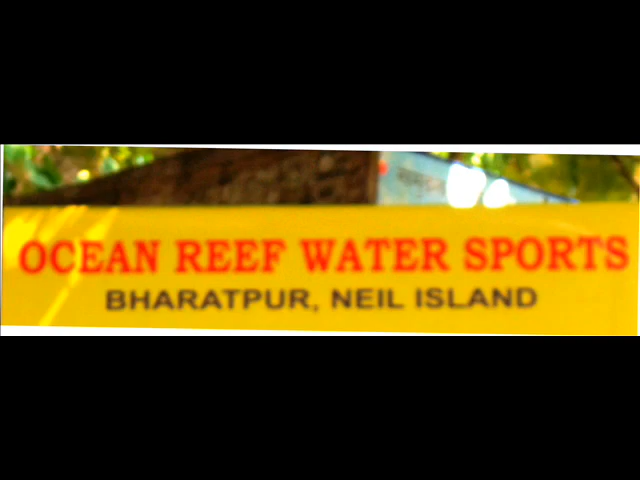 OCEAN REEF WATER SPORTS
BHARATPUR, NEIL ISLAND